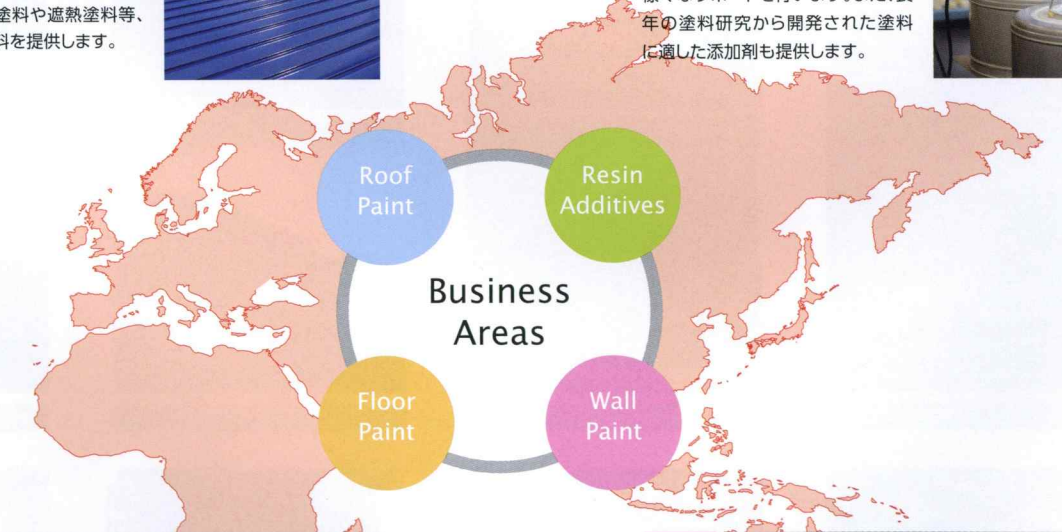 塗料や遮熱塗料等、
料を提供します。
年の塗料研究から開発された塗料
に適した添加剤も提供します。
Roof
Paint
Resin
Additives
Business
Areas
Floor
Paint
Wall
Paint